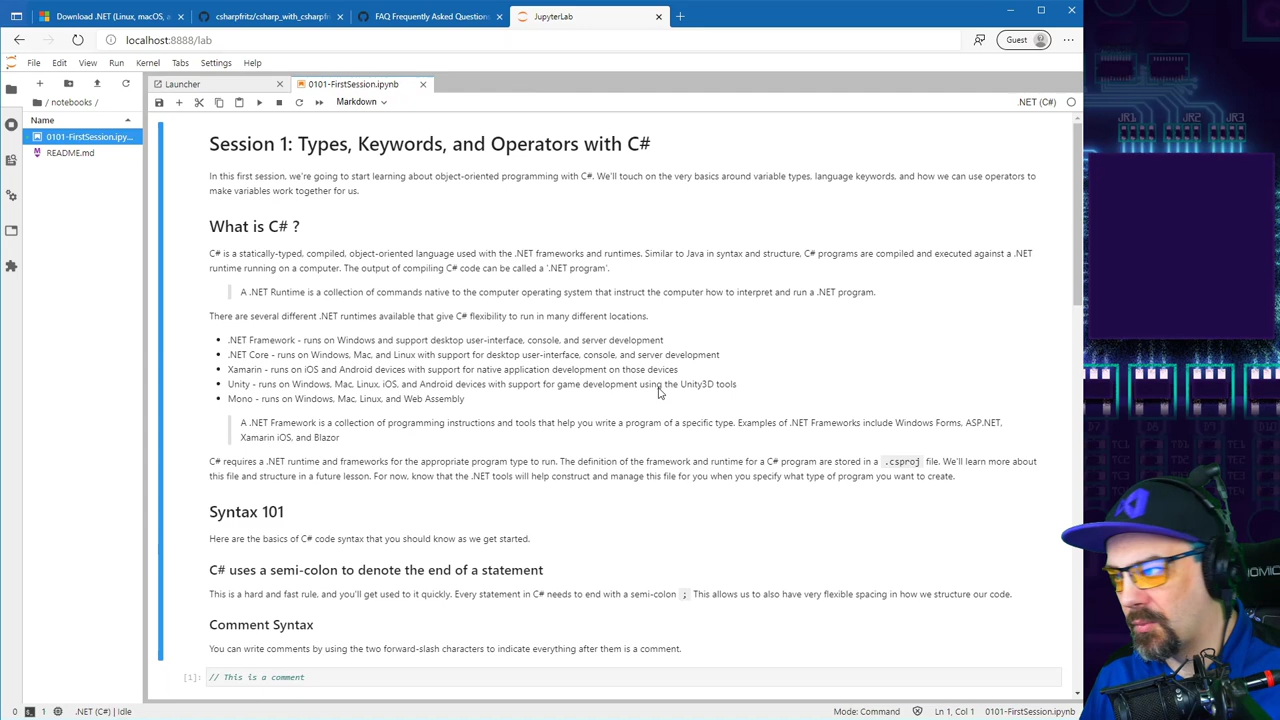 Download .NET (Linux, macOS, a
csharpfritz/csharp_with_csharpf
FAQ Frequently Asked Question
JupyterLab
localhost:8888/lab
Guest
File Edit View Run Kernel Tabs Settings Help
/ notebooks /
Name
0101-FirstSession.ipy...
README.md
Launcher
0101-FirstSession.ipynb
Markdown
.NET (C#)
Session 1: Types, Keywords, and Operators with C#
In this first session, we're going to start learning about object-oriented programming with C#. We'll touch on the very basics around variable types, language keywords, and how we can use operators to
make variables work together for us.
What is C# ?
C# is a statically-typed, compiled, object-oriented language used with the .NET frameworks and runtimes. Similar to Java in syntax and structure, C# programs are compiled and executed against a .NET
runtime running on a computer. The output of compiling C# code can be called a '.NET program'.
A .NET Runtime is a collection of commands native to the computer operating system that instruct the computer how to interpret and run a .NET program.
There are several different .NET runtimes available that give C# flexibility to run in many different locations.
.NET Framework - runs on Windows and support desktop user-interface, console, and server development
.NET Core - runs on Windows, Mac, and Linux with support for desktop user-interface, console, and server development
Xamarin - runs on iOS and Android devices with support for native application development on those devices
Unity - runs on Windows, Mac, Linux, iOS, and Android devices with support for game development using the Unity3D tools
Mono - runs on Windows, Mac, Linux, and Web Assembly
A .NET Framework is a collection of programming instructions and tools that help you write a program of a specific type. Examples of .NET Frameworks include Windows Forms, ASP.NET,
Xamarin iOS, and Blazor
C# requires a .NET runtime and frameworks for the appropriate program type to run. The definition of the framework and runtime for a C# program are stored in a .csproj file. We'll learn more about
this file and structure in a future lesson. For now, know that the .NET tools will help construct and manage this file for you when you specify what type of program you want to create.
Syntax 101
Here are the basics of C# code syntax that you should know as we get started.
C# uses a semi-colon to denote the end of a statement
This is a hard and fast rule, and you'll get used to it quickly. Every statement in C# needs to end with a semi-colon ; This allows us to also have very flexible spacing in how we structure our code.
Comment Syntax
You can write comments by using the two forward-slash characters to indicate everything after them is a comment.
[1]: // This is a comment
0 1 .NET (C#) | Idle
Mode: Command
Ln 1, Col 1
0101-FirstSession.ipynb
JR1 JR2 JR3